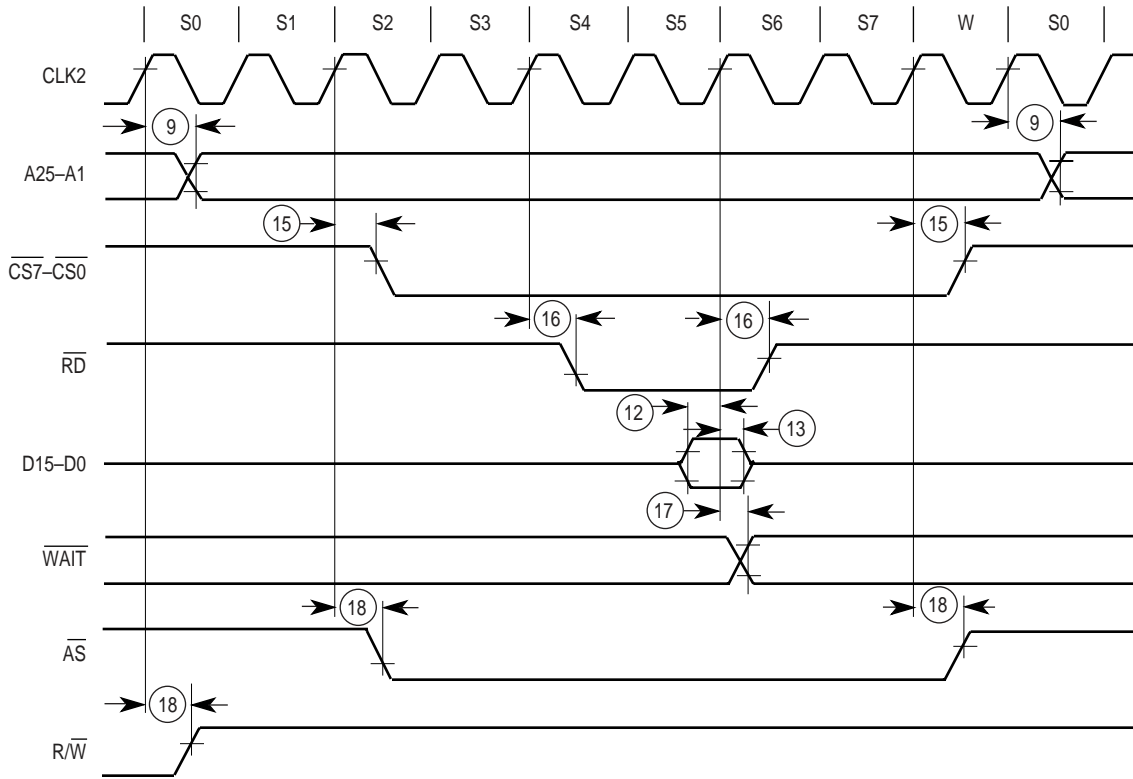 S0 S1 S2 S3 S4 S5 S6 S7 W S0
CLK2
9 9
A25–A1
15 15
CS7–CS0
16 16
RD
12
13
D15–D0
17
WAIT
18 18
AS
18
R/W